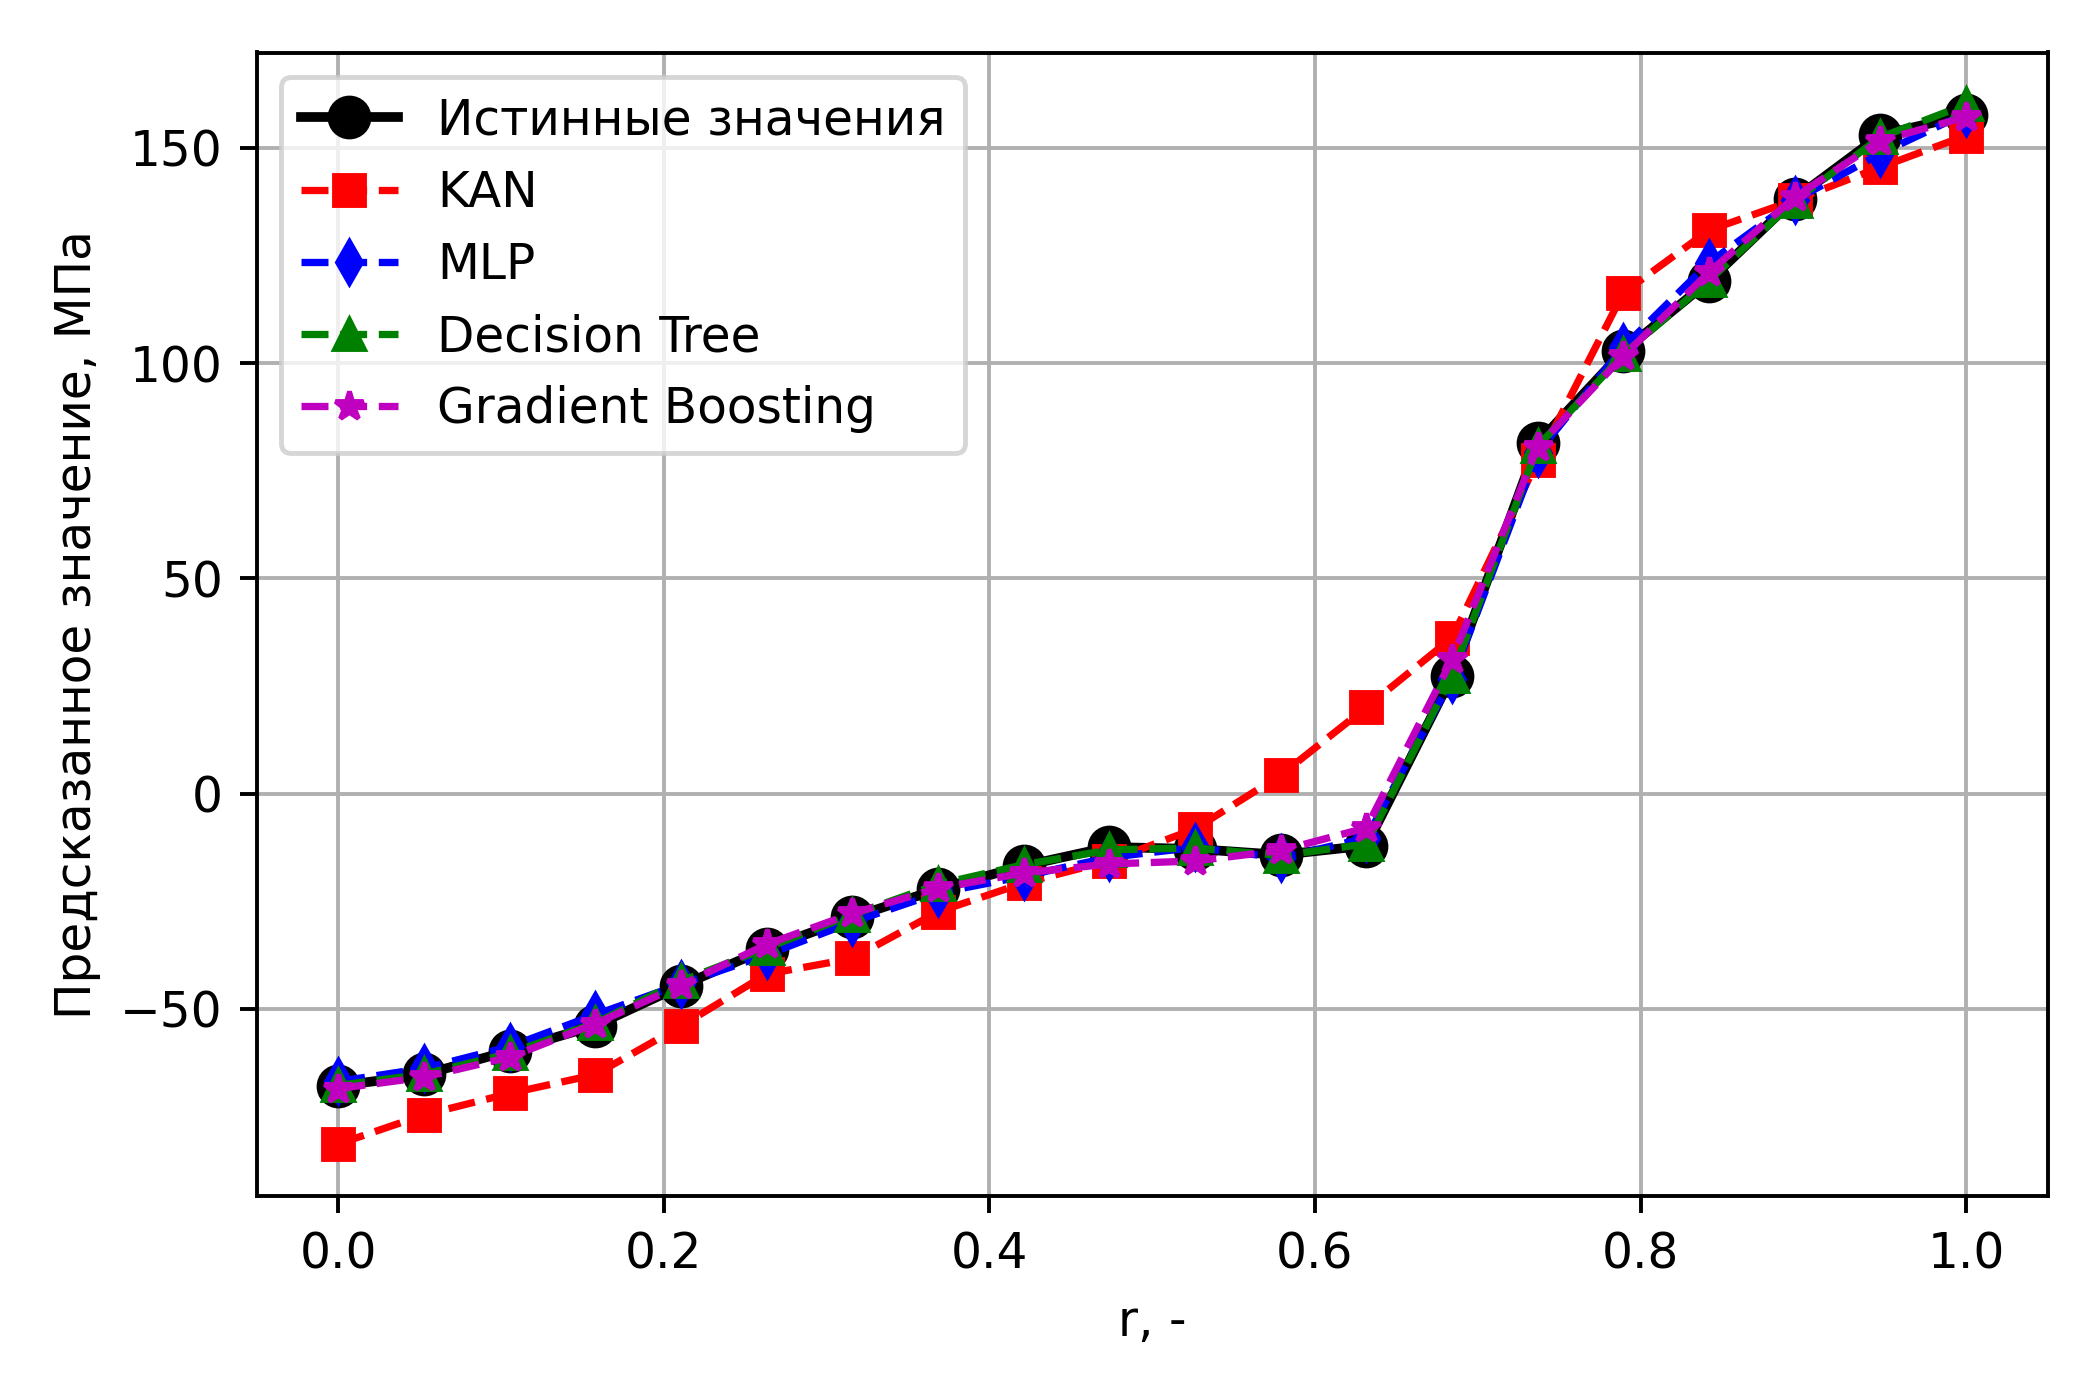 Истинные значения
KAN
MLP
Decision Tree
Gradient Boosting
Предсказанное значение, МПа
150
100
50
0
−50
0.0 0.2 0.4 0.6 0.8 1.0
r, -